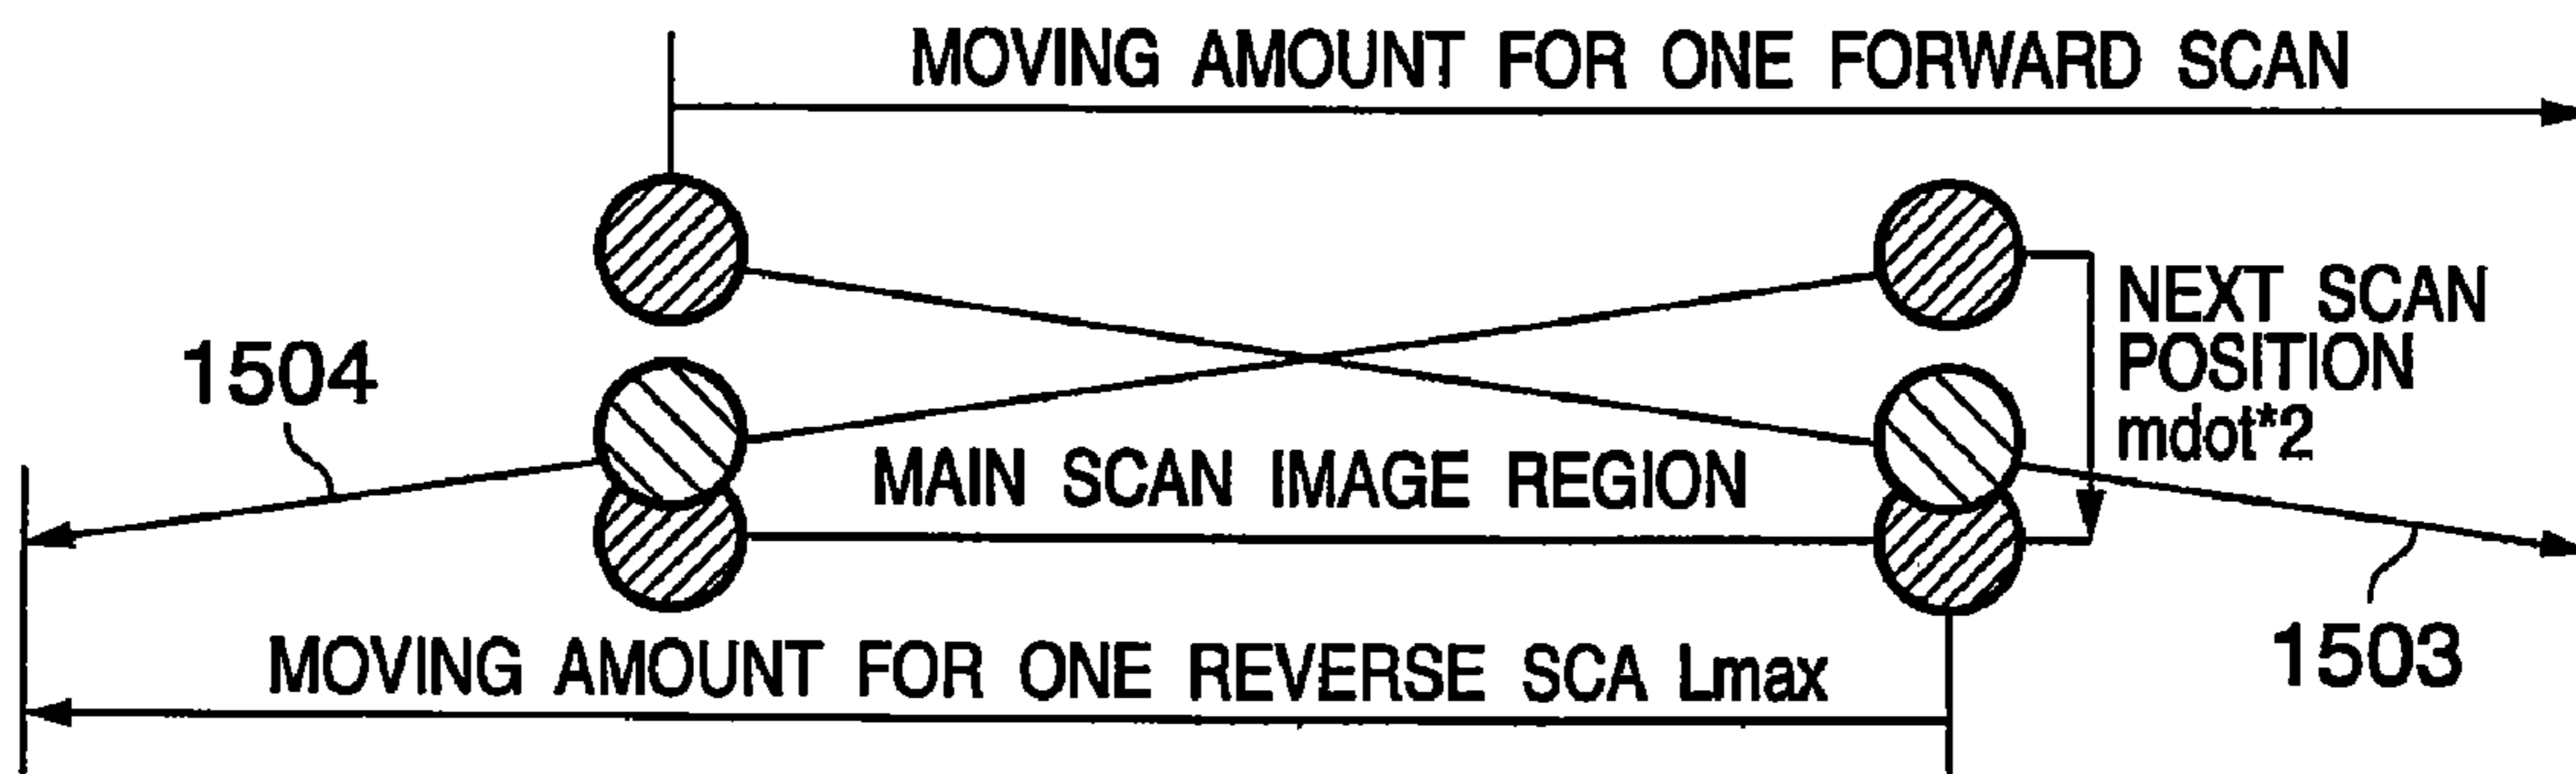 MOVING AMOUNT FOR ONE FORWARD SCAN
NEXT SCAN
POSITION
mdot*2
1504
MAIN SCAN IMAGE REGION
1503
MOVING AMOUNT FOR ONE REVERSE SCA Lmax